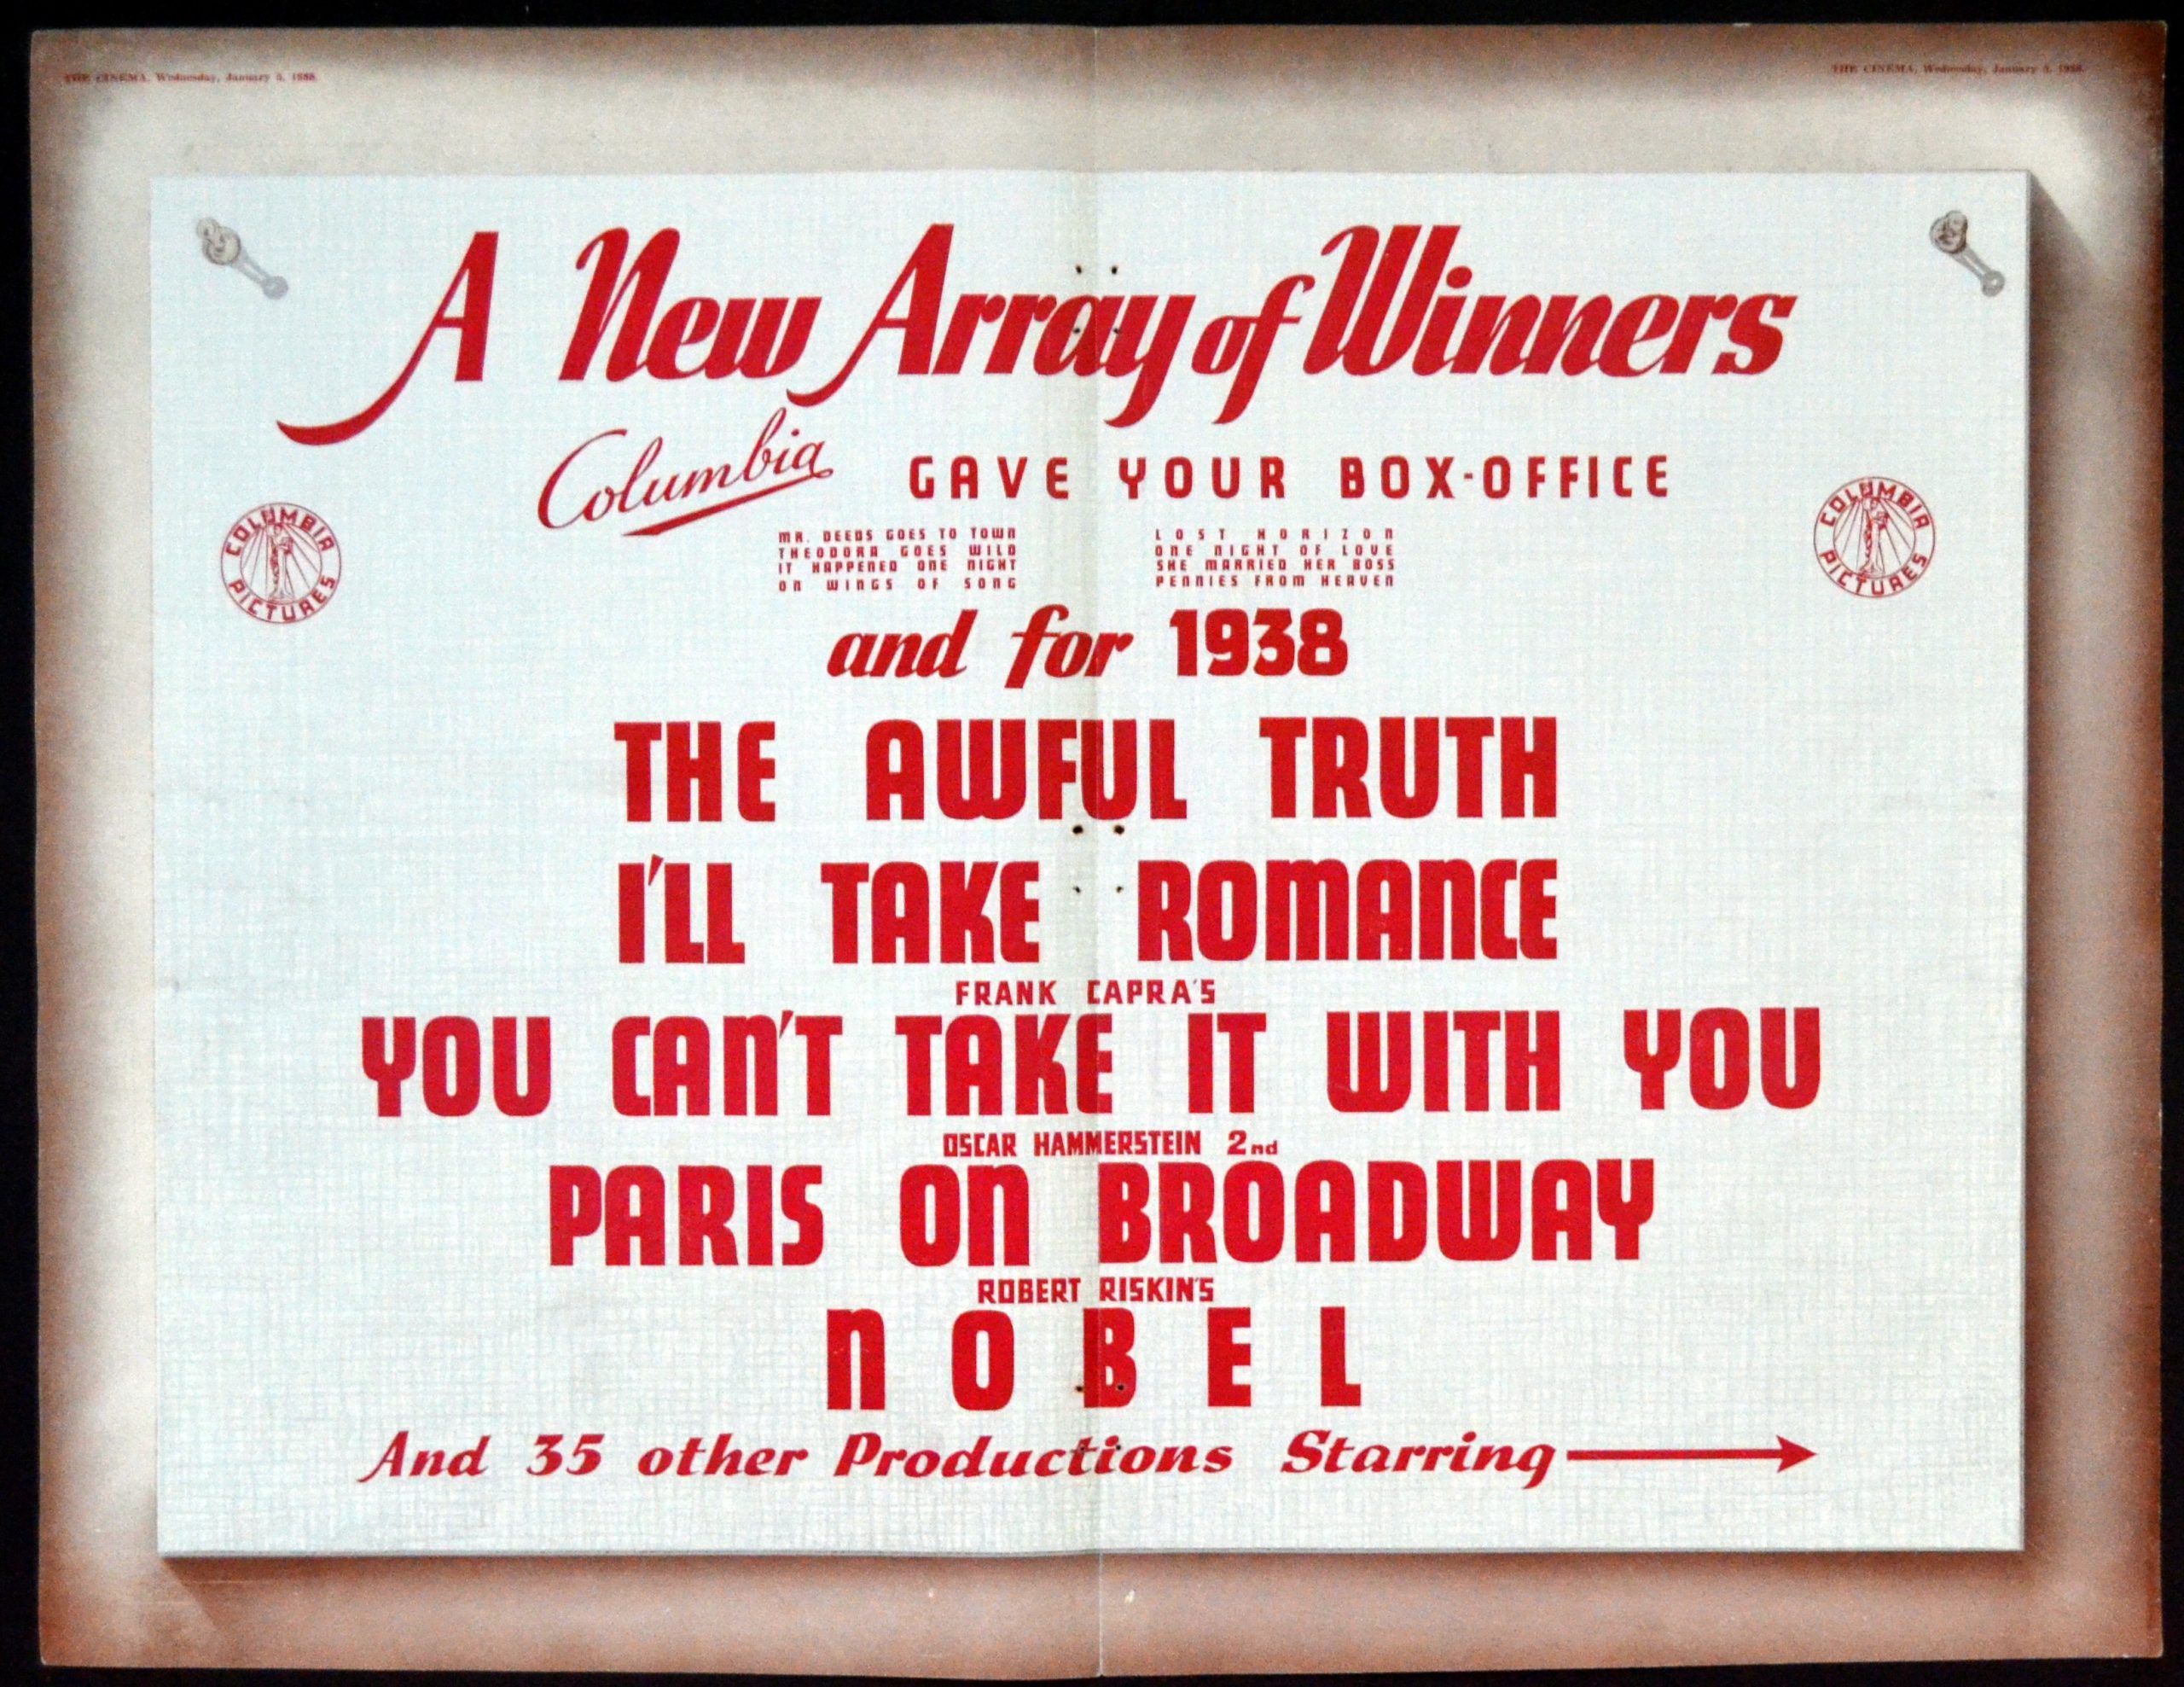 THE CINEMA, Wednesday, January 5, 1938.
THE CINEMA, Wednesday, January 5, 1938.
A New Array of Winners
Columbia GAVE YOUR BOX-OFFICE
COLUMBIA PICTURES
MR. DEEDS GOES TO TOWN
THEODORA GOES WILD
IT HAPPENED ONE NIGHT
ON WINGS OF SONG
LOST HORIZON
ONE NIGHT OF LOVE
SHE MARRIED HER BOSS
PENNIES FROM HEAVEN
COLUMBIA PICTURES
and for 1938
THE AWFUL TRUTH
I'LL TAKE ROMANCE
FRANK CAPRA'S
YOU CAN'T TAKE IT WITH YOU
OSCAR HAMMERSTEIN 2nd
PARIS ON BROADWAY
ROBERT RISKIN'S
NOBEL
And 35 other Productions Starring